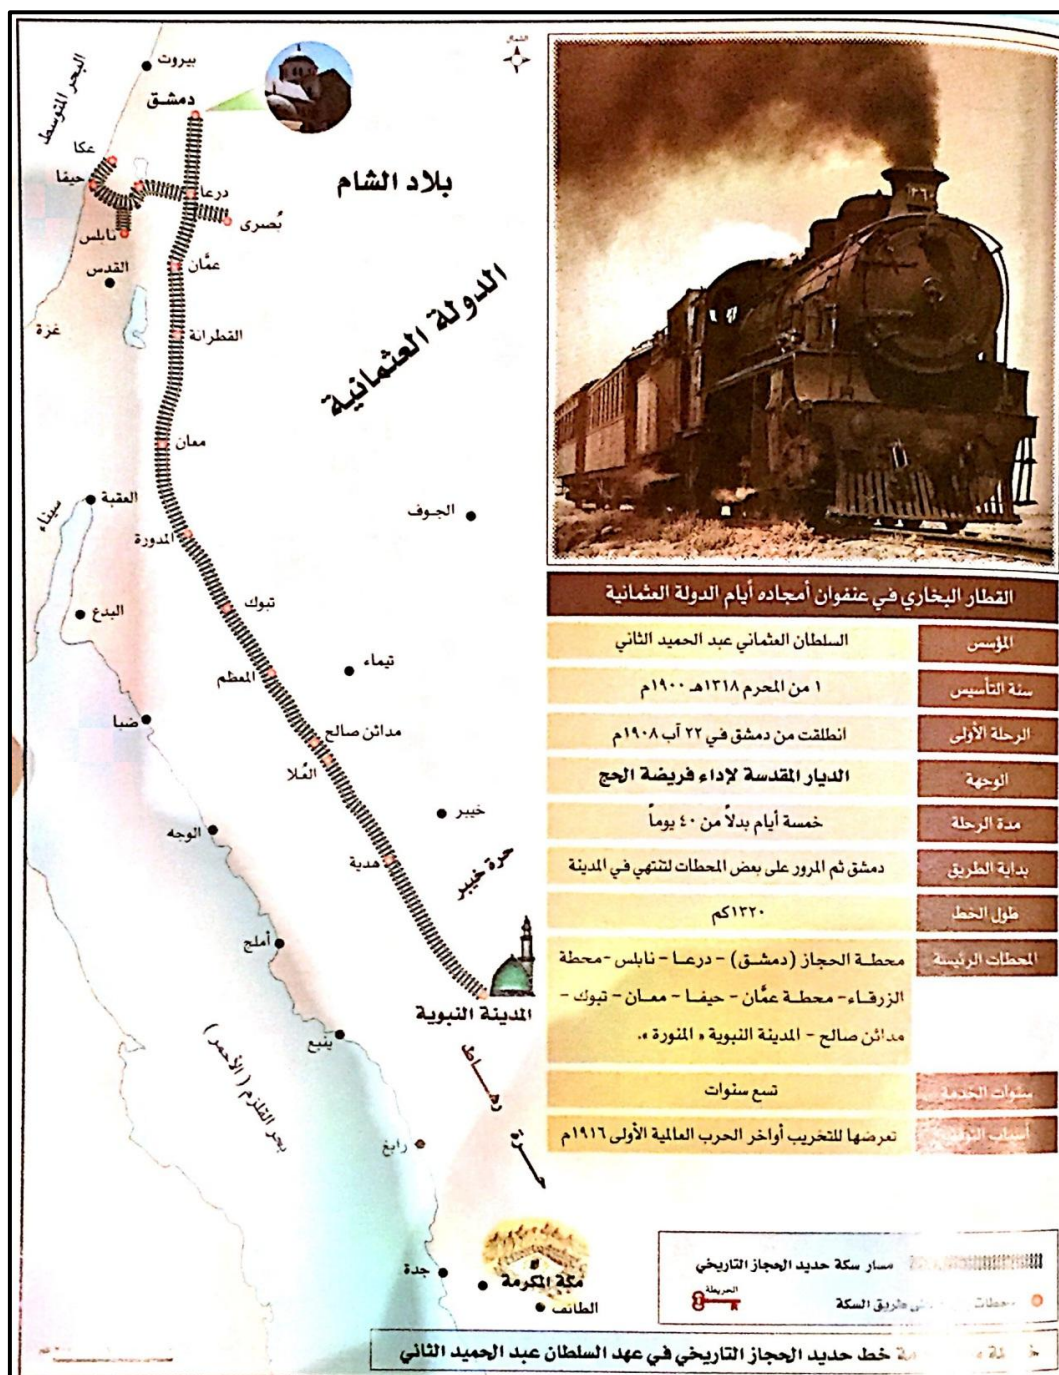 الشمال
بيروت
البحر المتوسط
دمشق
عكا
حيفا
درعا
بلاد الشام
بُصرى
نابلس
عمَّان
القدس
الدولة العثمانية
غزة
القطرانة
معان
العقبة
سيناء
الجوف
المدورة
البدع
تبوك
تيماء
المعظم
ضبا
مدائن صالح
العُلا
خيبر
الوجه
هدية
حرة خيبر
أملج
المدينة النبوية
ينبع
بحر القلزم (الأحمر)
حرة رهاط
رابغ
جدة
مكة المكرمة
الطائف
١٢٦
القطار البخاري في عنفوان أمجاده أيام الدولة العثمانية
المؤسس
السلطان العثماني عبد الحميد الثاني
سنة التأسيس
١ من المحرم ١٣١٨هـ ١٩٠٠م
الرحلة الأولى
انطلقت من دمشق في ٢٢ آب ١٩٠٨م
الوجهة
الديار المقدسة لإداء فريضة الحج
مدة الرحلة
خمسة أيام بدلاً من ٤٠ يوماً
بداية الطريق
دمشق ثم المرور على بعض المحطات لتنتهي في المدينة
طول الخط
١٣٢٠كم
المحطات الرئيسة
محطة الحجاز (دمشق) - درعا - نابلس - محطة
الزرقاء - محطة عمَّان - حيفا - معان - تبوك -
مدائن صالح - المدينة النبوية « المنورة ».
سنوات الخدمة
تسع سنوات
أسباب
تعرضها للتخريب أواخر الحرب العالمية الأولى ١٩١٦م
مسار سكة حديد الحجاز التاريخي
الخريطة
محطات طريق السكة
خط حديد الحجاز التاريخي في عهد السلطان عبد الحميد الثاني